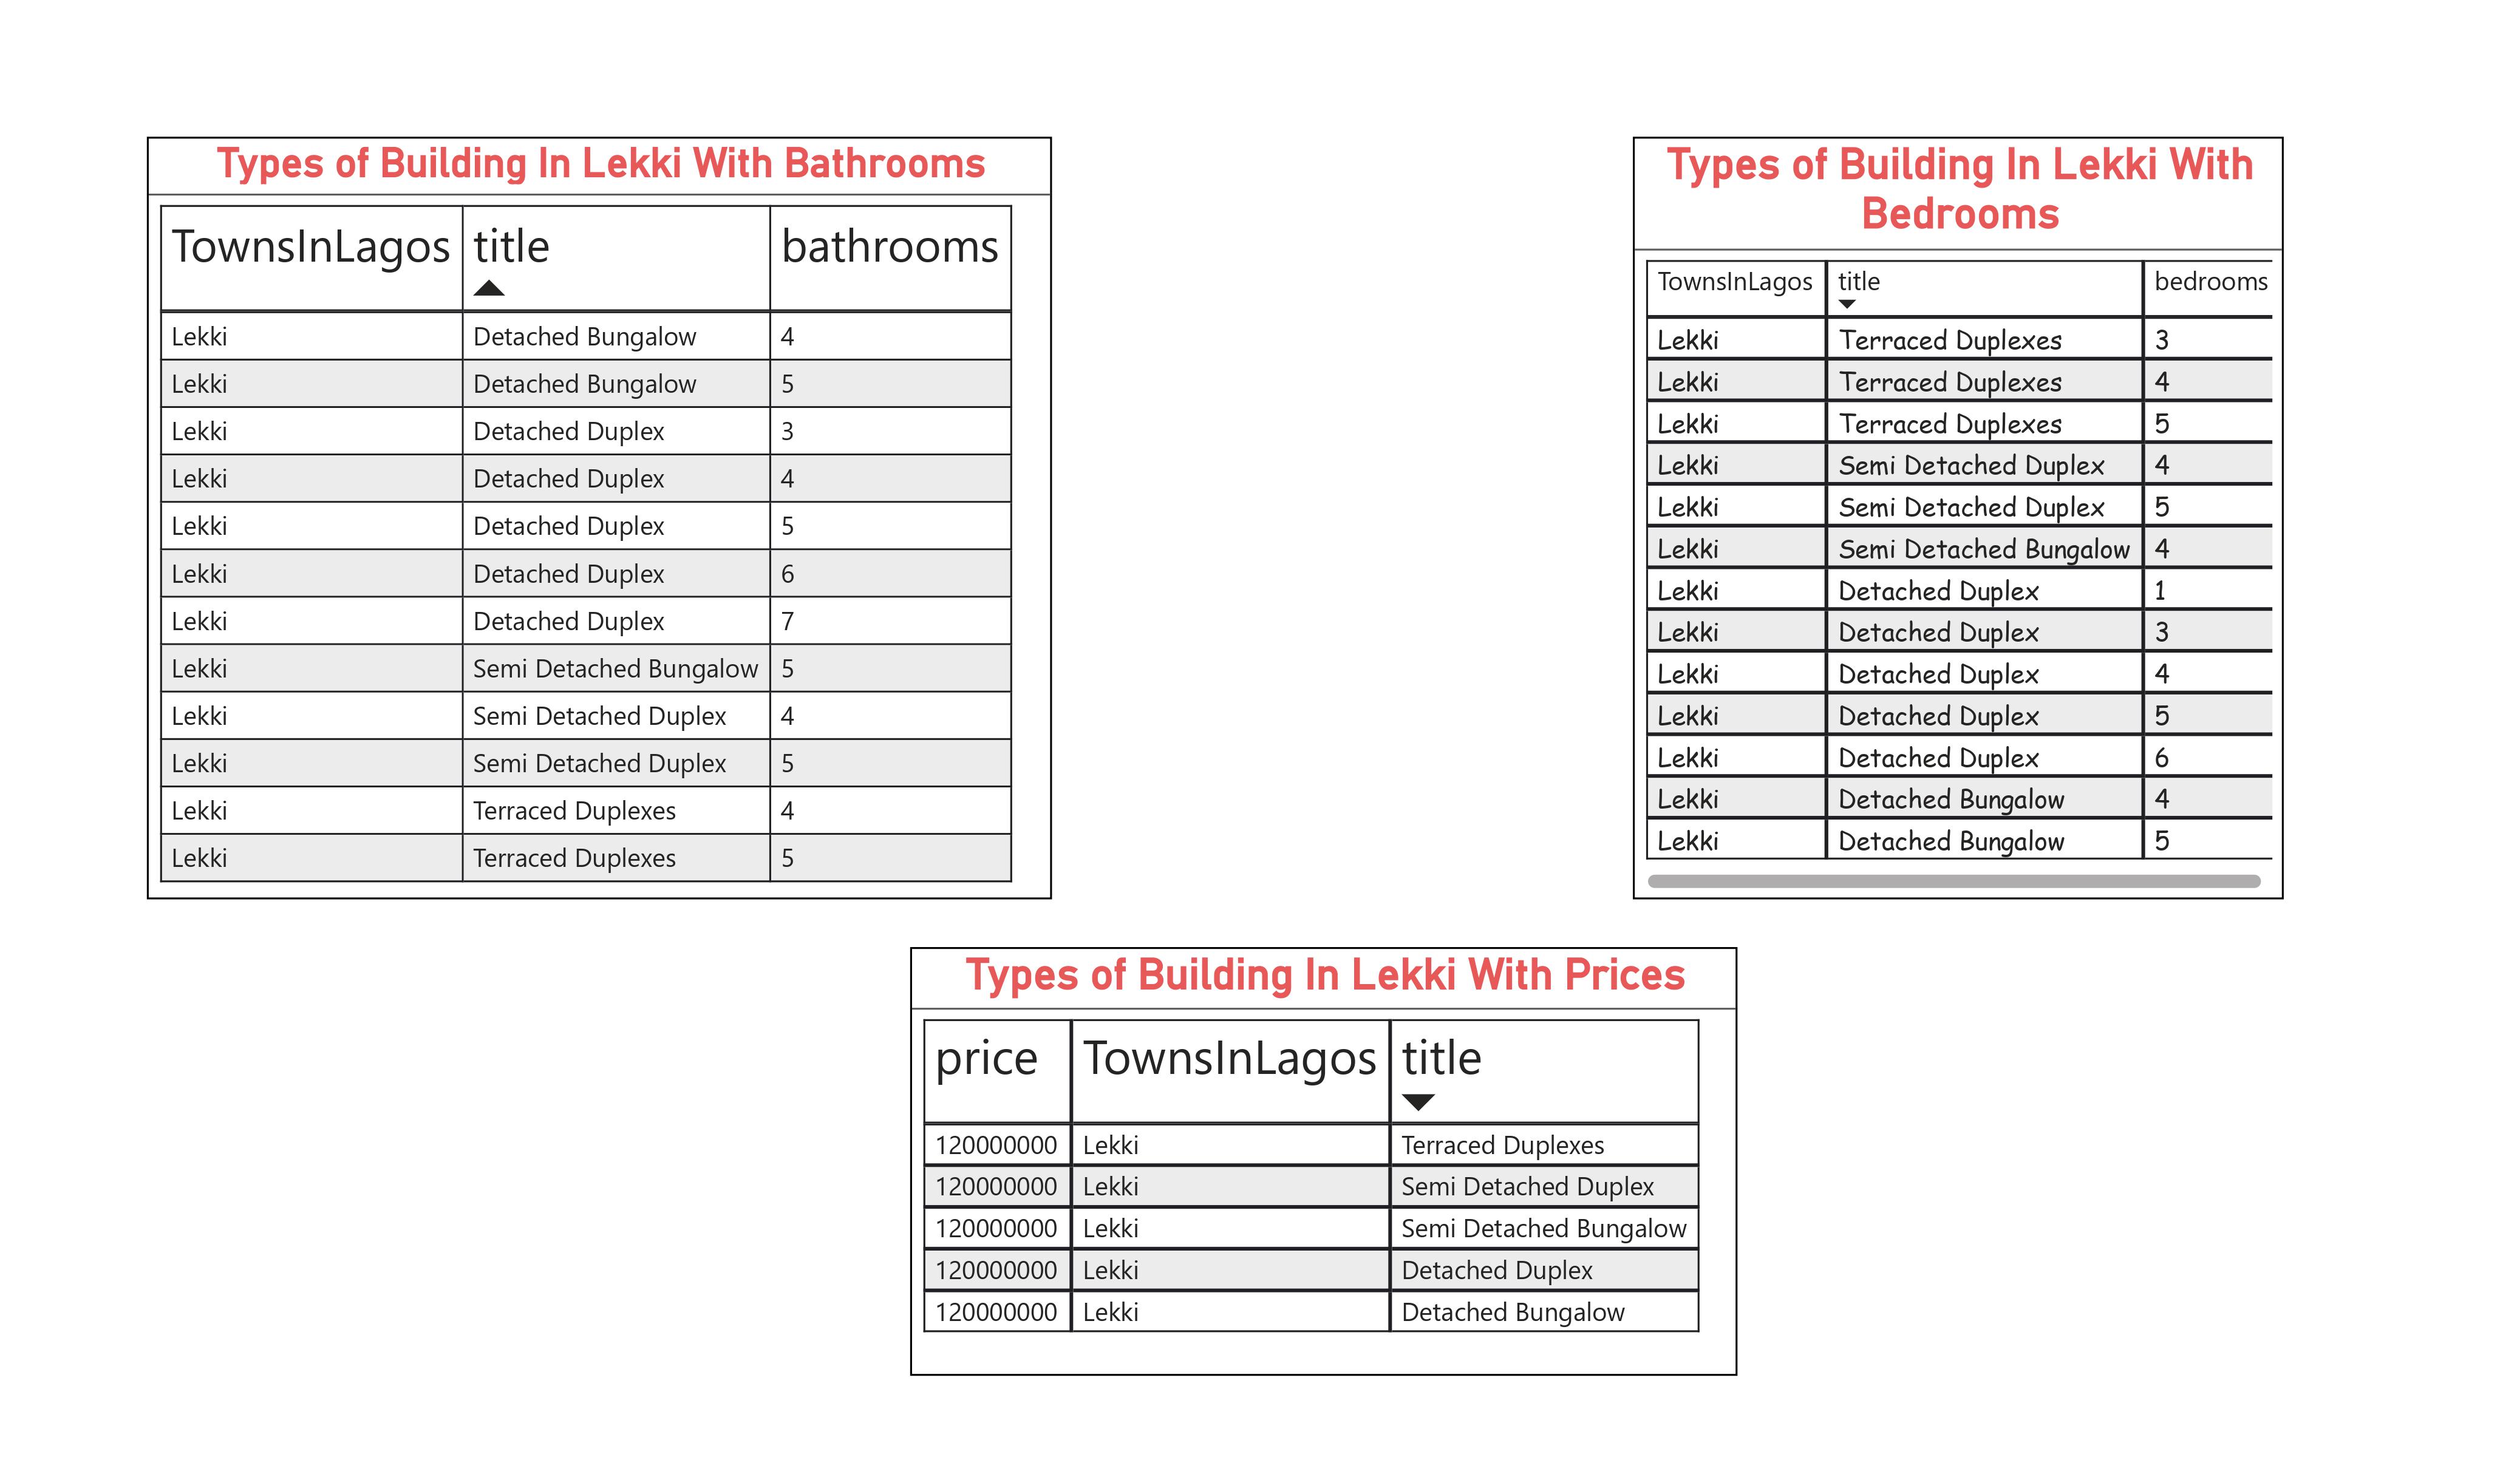 Types of Building In Lekki With Bathrooms
TownsInLagos title bathrooms
Lekki Detached Bungalow 4
Lekki Detached Bungalow 5
Lekki Detached Duplex 3
Lekki Detached Duplex 4
Lekki Detached Duplex 5
Lekki Detached Duplex 6
Lekki Detached Duplex 7
Lekki Semi Detached Bungalow 5
Lekki Semi Detached Duplex 4
Lekki Semi Detached Duplex 5
Lekki Terraced Duplexes 4
Lekki Terraced Duplexes 5
Types of Building In Lekki With
Bedrooms
TownsInLagos title bedrooms
Lekki Terraced Duplexes 3
Lekki Terraced Duplexes 4
Lekki Terraced Duplexes 5
Lekki Semi Detached Duplex 4
Lekki Semi Detached Duplex 5
Lekki Semi Detached Bungalow 4
Lekki Detached Duplex 1
Lekki Detached Duplex 3
Lekki Detached Duplex 4
Lekki Detached Duplex 5
Lekki Detached Duplex 6
Lekki Detached Bungalow 4
Lekki Detached Bungalow 5
Types of Building In Lekki With Prices
price TownsInLagos title
120000000 Lekki Terraced Duplexes
120000000 Lekki Semi Detached Duplex
120000000 Lekki Semi Detached Bungalow
120000000 Lekki Detached Duplex
120000000 Lekki Detached Bungalow